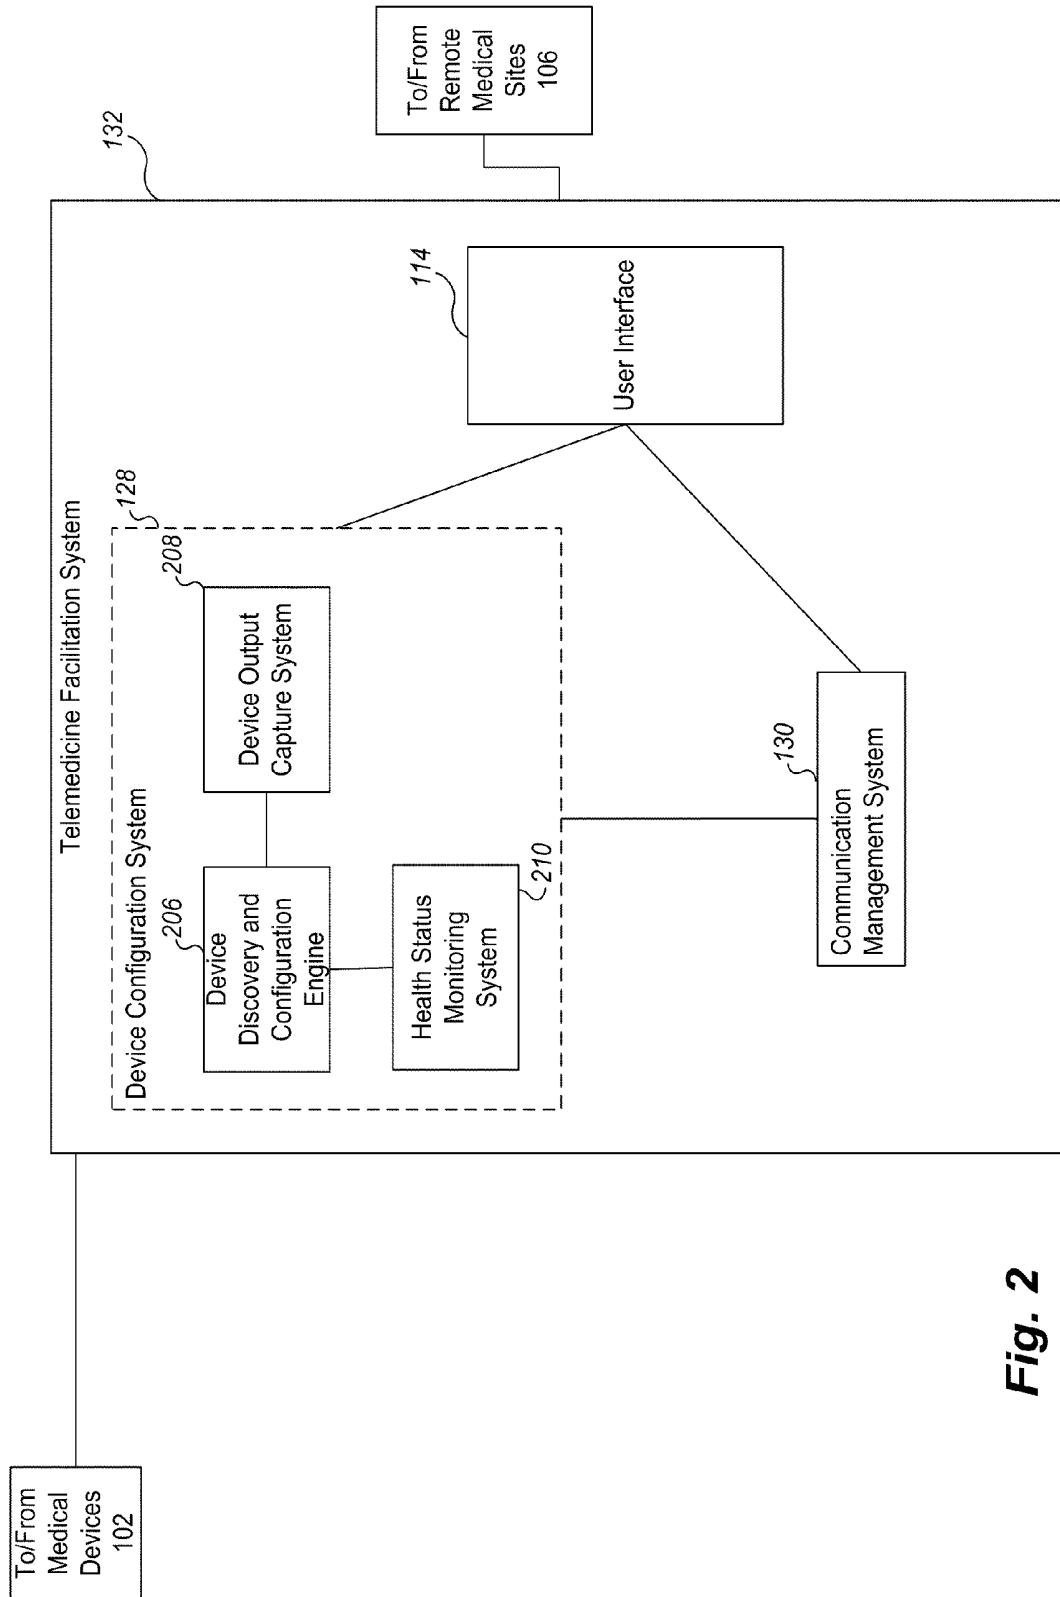 To/From
Medical
Devices
102
Telemedicine Facilitation System
132
Device Configuration System
128
206
Device
Discovery and
Configuration
Engine
208
Device Output
Capture System
Health Status
Monitoring
System
210
114
User Interface
130
Communication
Management System
To/From
Remote
Medical
Sites
106
Fig. 2